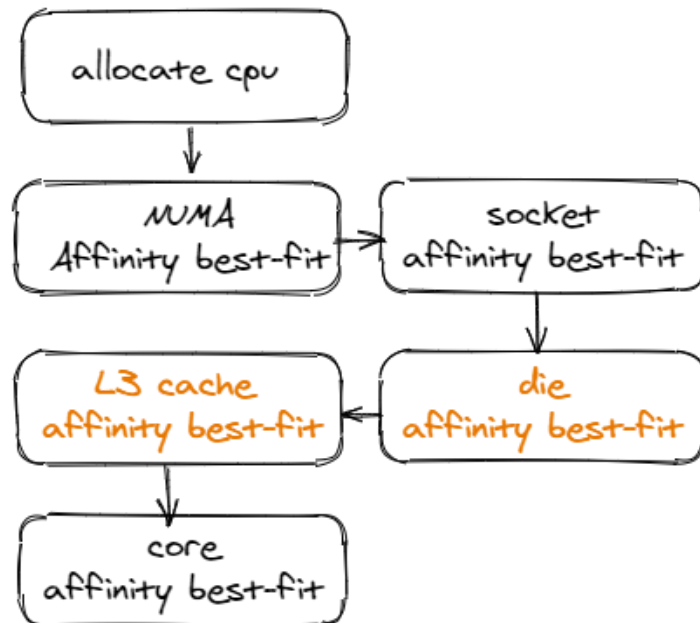 allocate cpu
NUMA
Affinity best-fit
socket
affinity best-fit
die
affinity best-fit
L3 cache
affinity best-fit
core
affinity best-fit